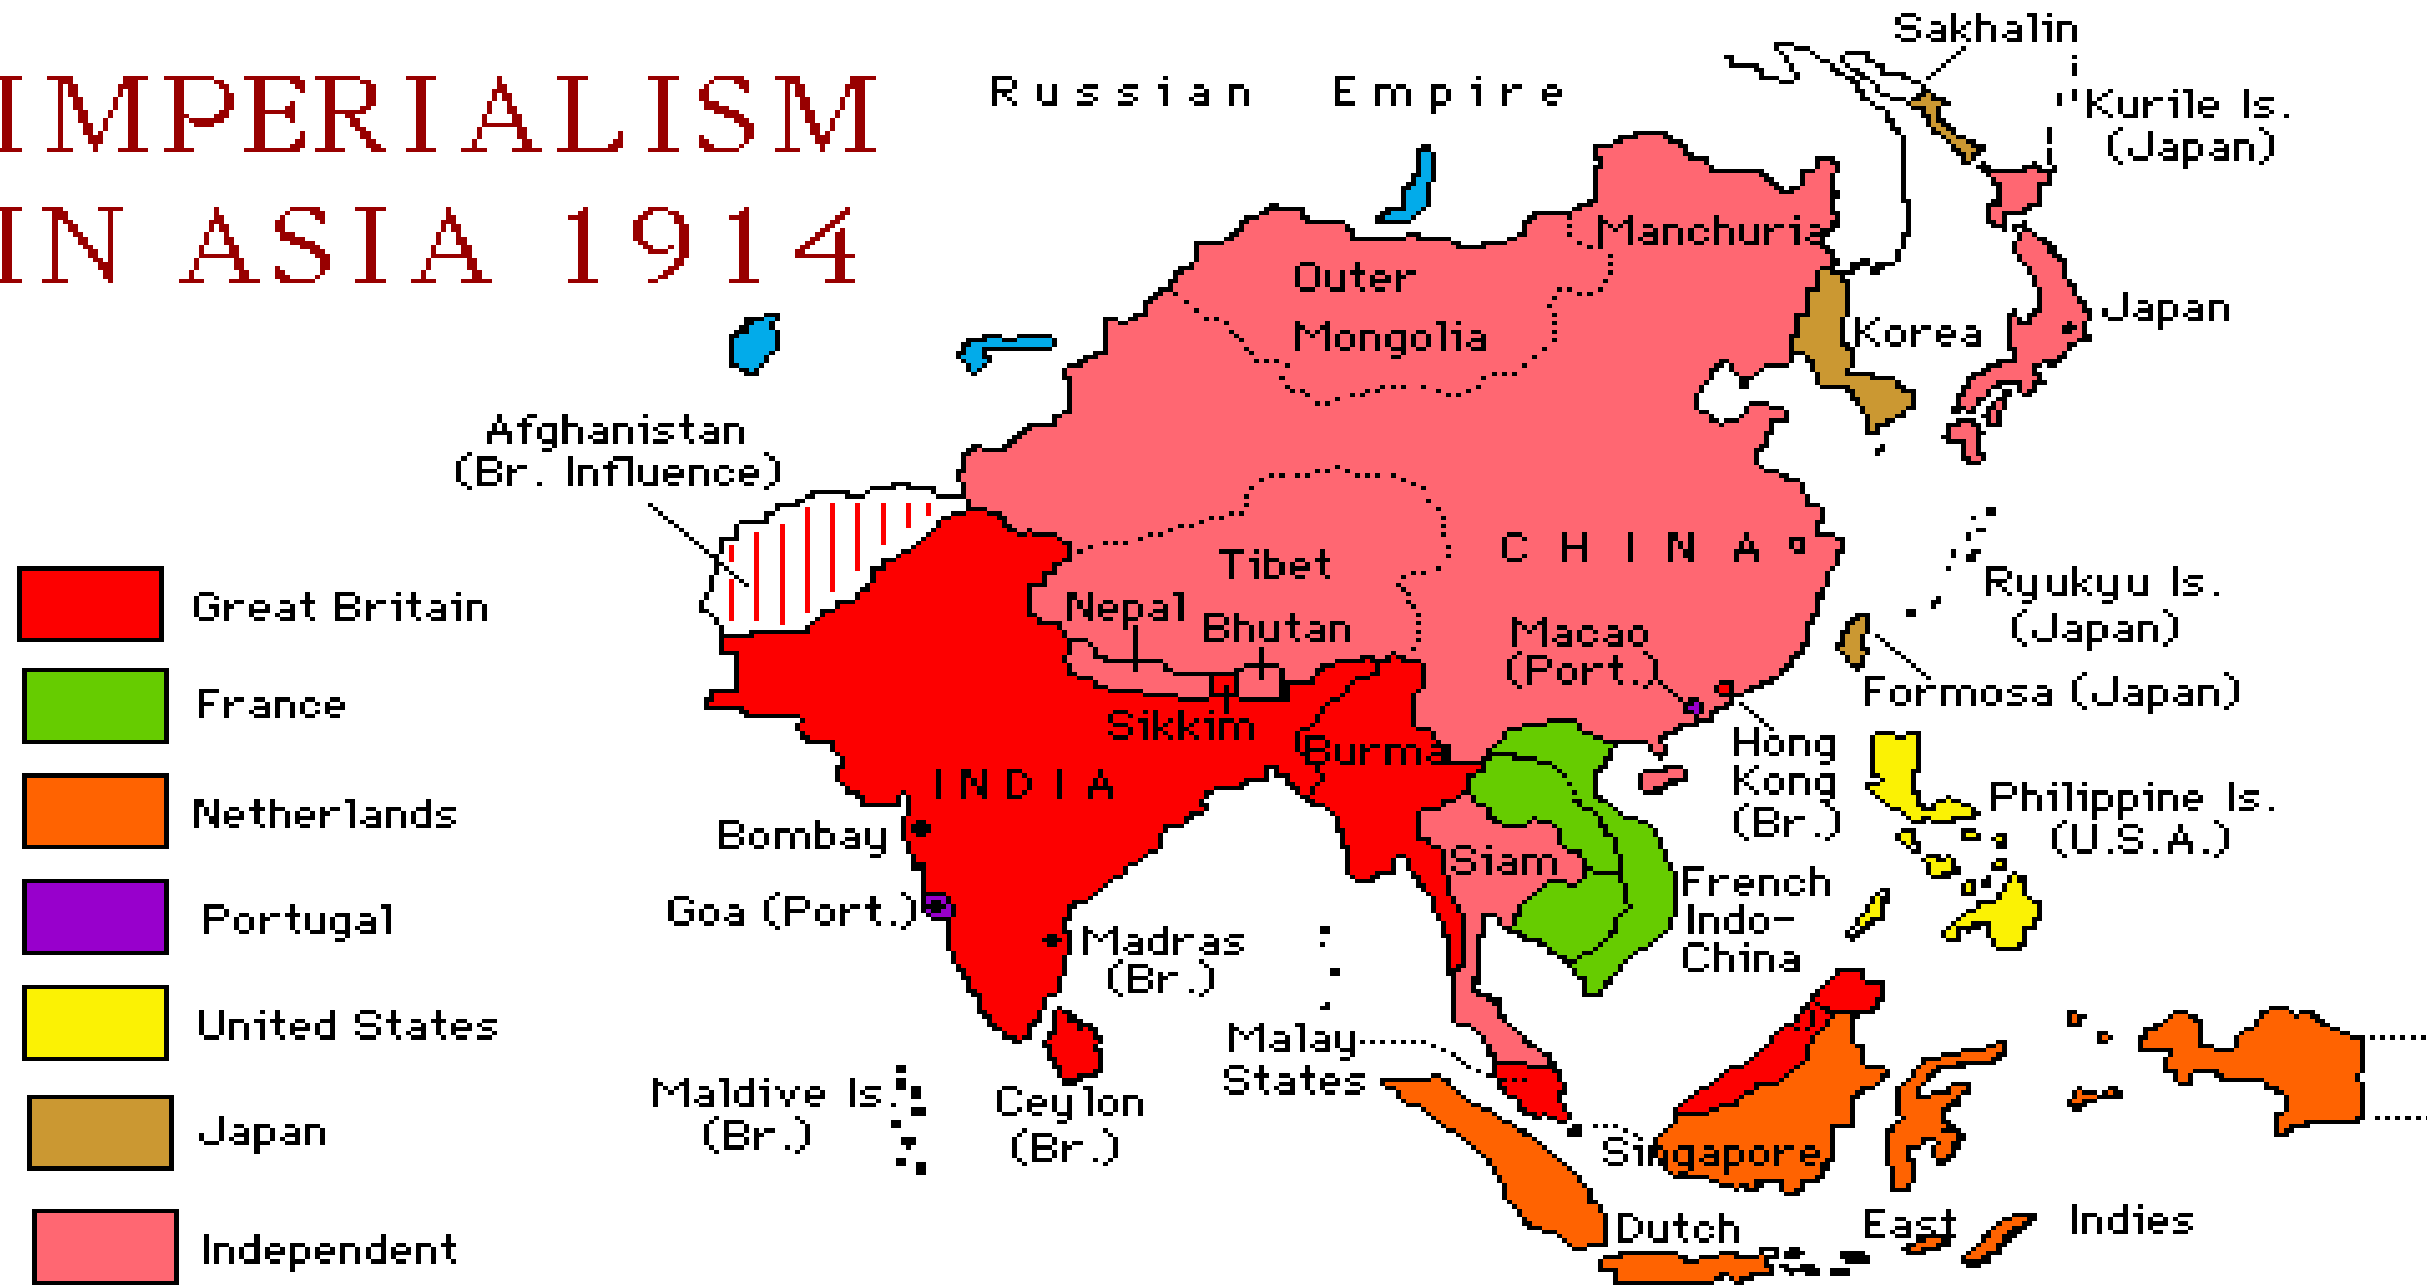 IMPERIALISM
IN ASIA 1914
Russian Empire
Sakhalin
Kurile Is.
(Japan)
Manchuria
Outer
Mongolia
Japan
Korea
Afghanistan
(Br. Influence)
CHINA
Tibet
Nepal
Bhutan
Macao
(Port.)
Ryukyu Is.
(Japan)
Formosa (Japan)
Sikkim
Burma
Hong
Kong
(Br.)
INDIA
Philippine Is.
(U.S.A.)
Bombay
Siam
French
Indo-
China
Goa (Port.)
Madras
(Br.)
Malay
States
Maldive Is.
(Br.)
Ceylon
(Br.)
Singapore
Dutch East Indies
Great Britain
France
Netherlands
Portugal
United States
Japan
Independent